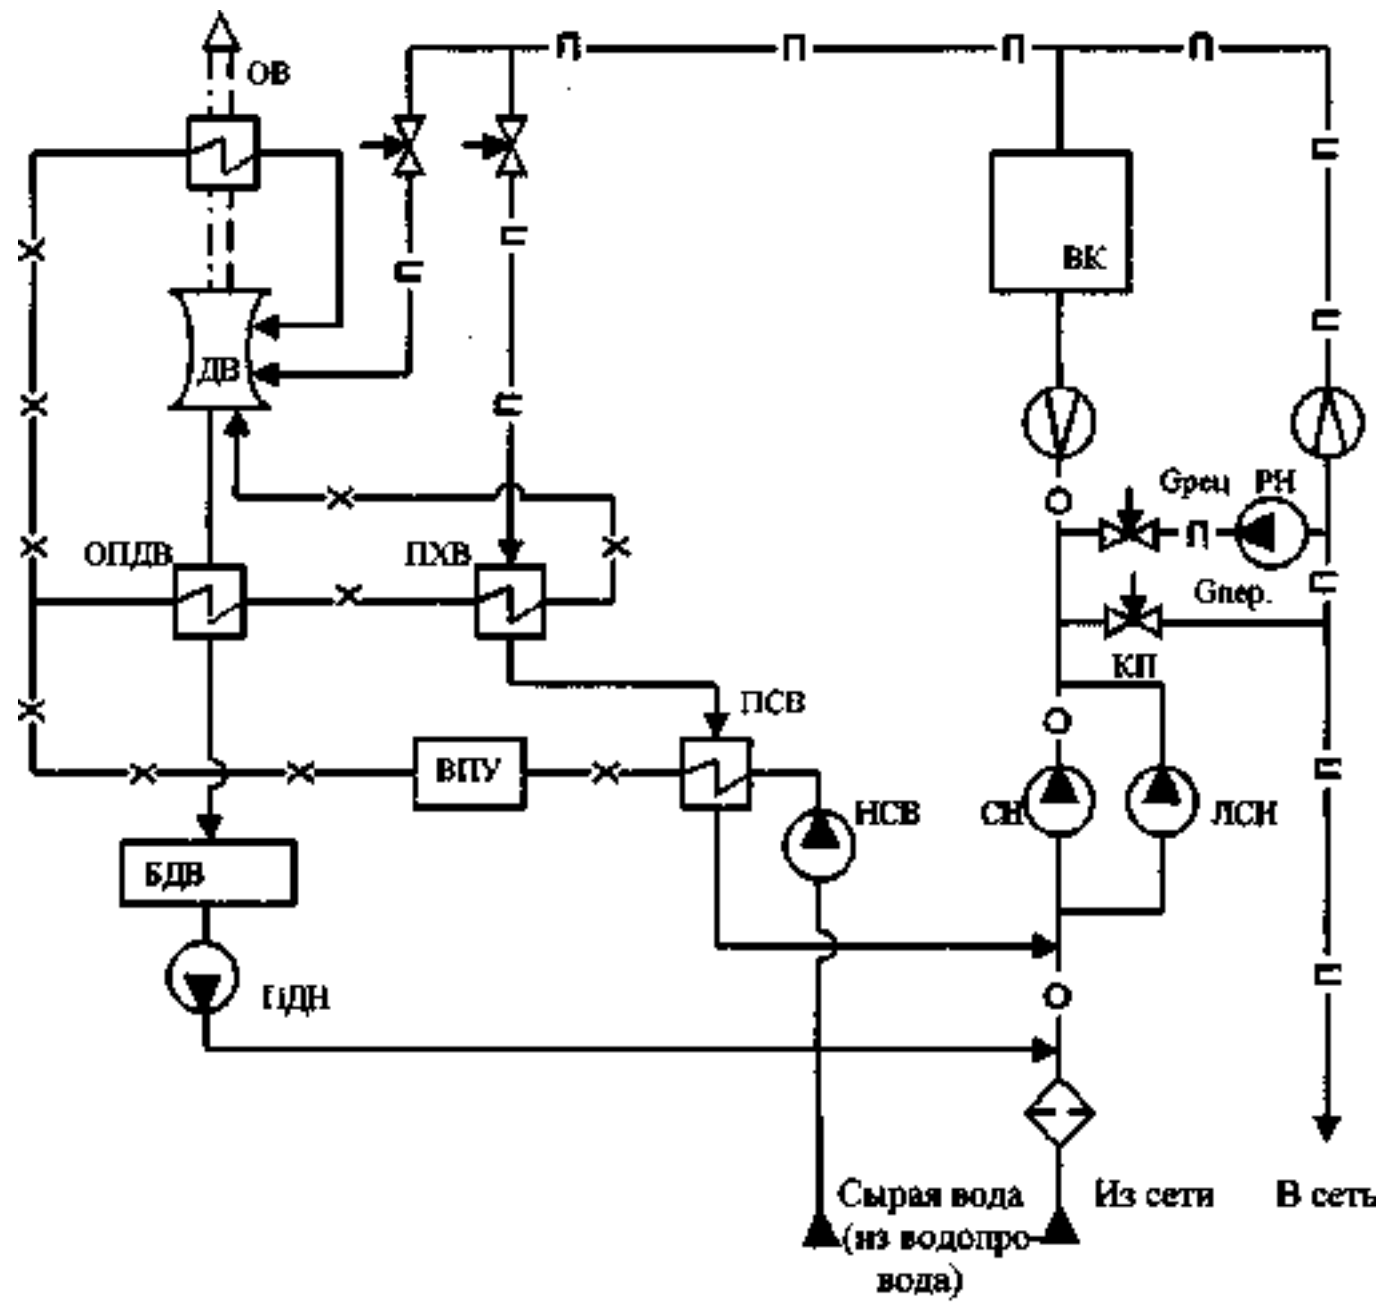 ОВ
П П П П
П
П
ВК
П
Х
ДВ
П
П
Х
П
О
Gрец РН
Х
П
ОПДВ
ПХВ
Х
Х
Х
П
Gпер.
КП
ПСВ
О
Х
ВПУ
Х Х Х
П
НСВ
СН
ЛСН
БДВ
ПДН
П
О
Сырая вода
(из водопро-
вода)
Из сети
В сеть